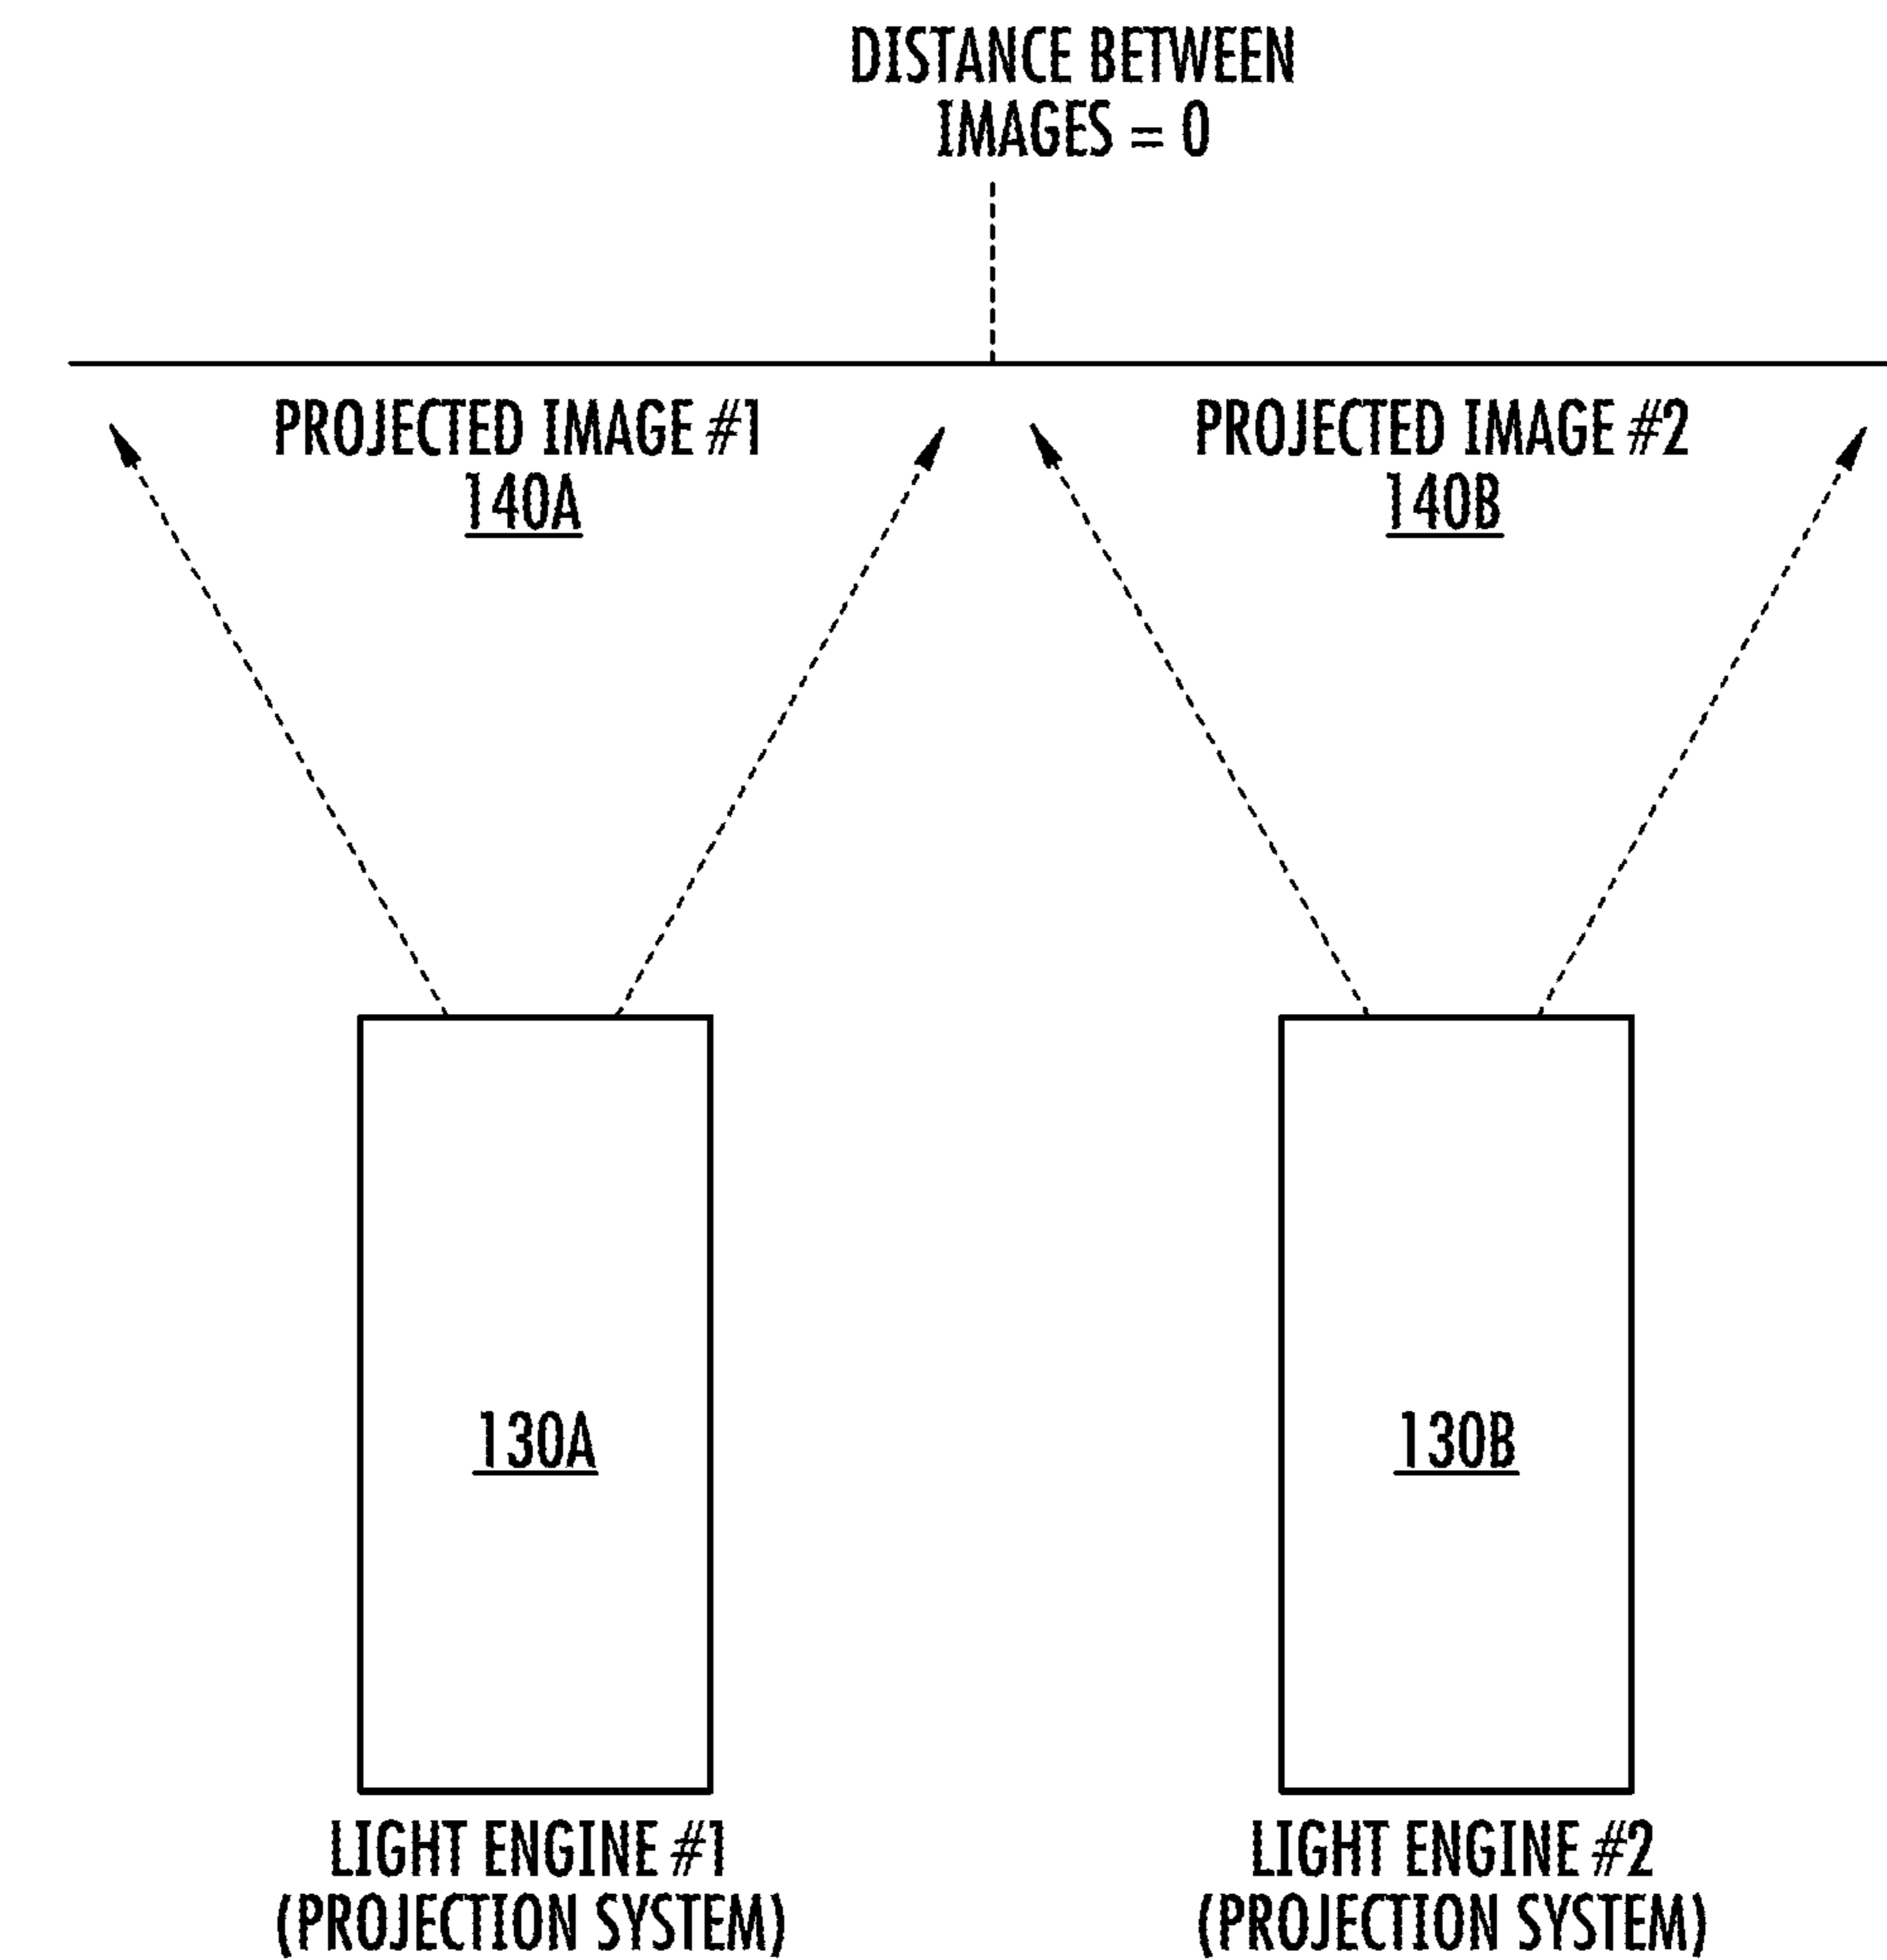 DISTANCE BETWEEN
IMAGES = 0
PROJECTED IMAGE #1
140A
PROJECTED IMAGE #2
140B
130A
130B
LIGHT ENGINE #1
(PROJECTION SYSTEM)
LIGHT ENGINE #2
(PROJECTION SYSTEM)